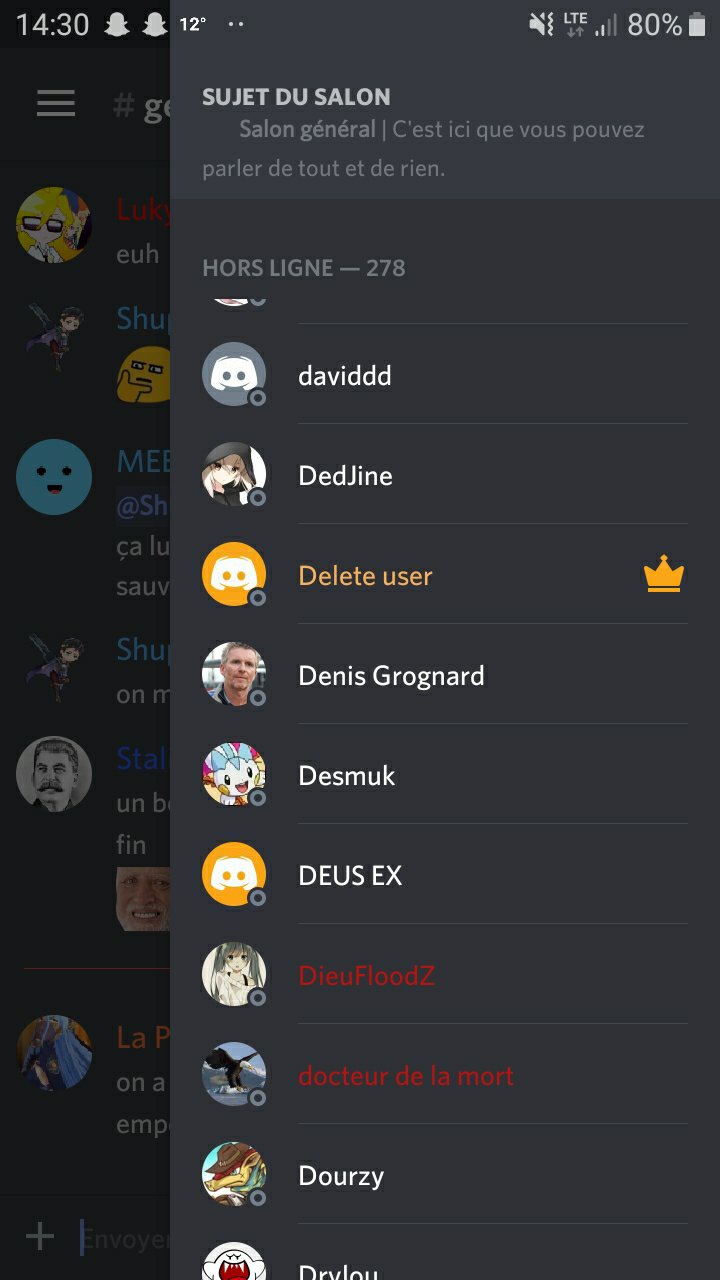 14:30 12° 80%
LTE
# ge
SUJET DU SALON
Salon général | C'est ici que vous pouvez
parler de tout et de rien.
HORS LIGNE — 278
daviddd
DedJine
Delete user
Denis Grognard
Desmuk
DEUS EX
DieuFloodZ
docteur de la mort
Dourzy
Drylou
Luky
euh
Shu
MEE
@Sh
ça lu
sauv
Shu
on m
Stal
un b
fin
La P
on a
emp
Envoyer